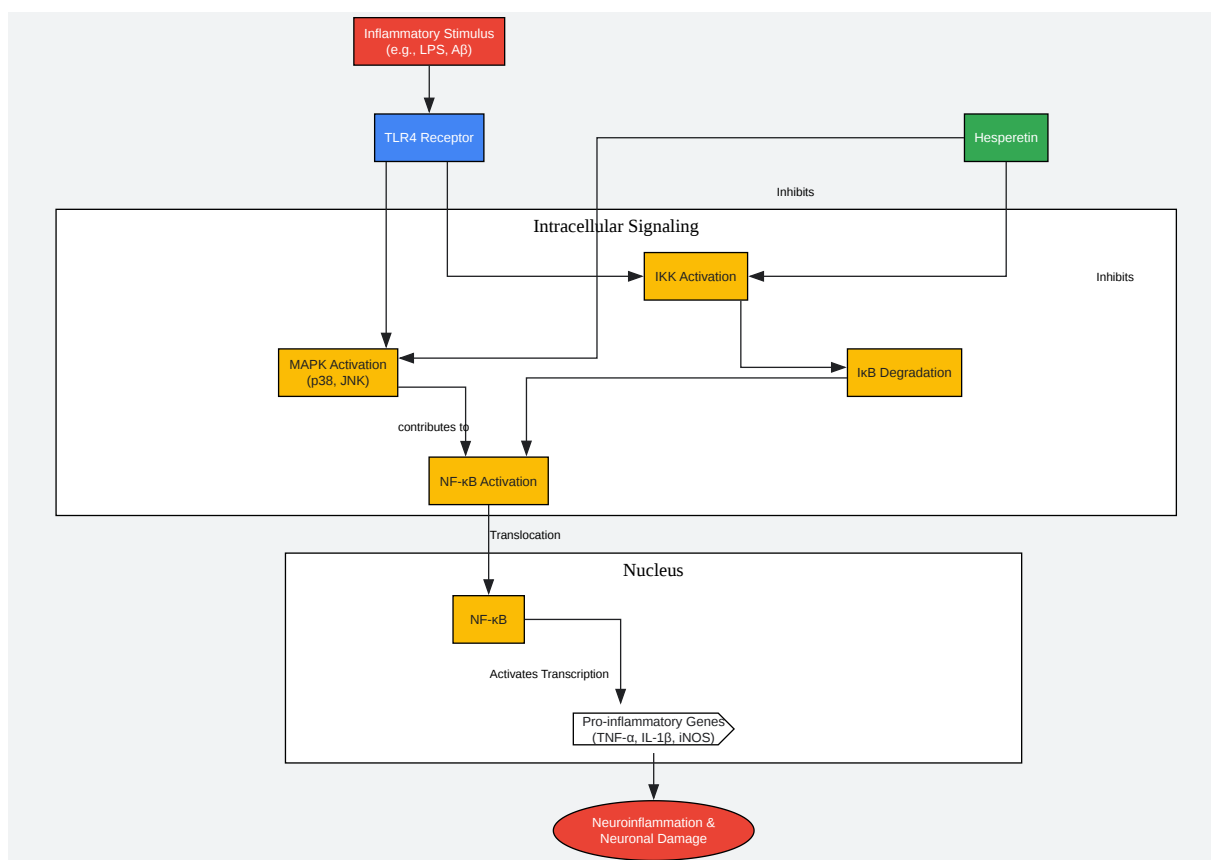 Inflammatory Stimulus
(e.g., LPS, Aβ)
TLR4 Receptor
Hesperetin
Inhibits
Intracellular Signaling
IKK Activation
Inhibits
MAPK Activation
(p38, JNK)
IκB Degradation
contributes to
NF-κB Activation
Translocation
Nucleus
NF-κB
Activates Transcription
Pro-inflammatory Genes
(TNF-α, IL-1β, iNOS)
Neuroinflammation &
Neuronal Damage